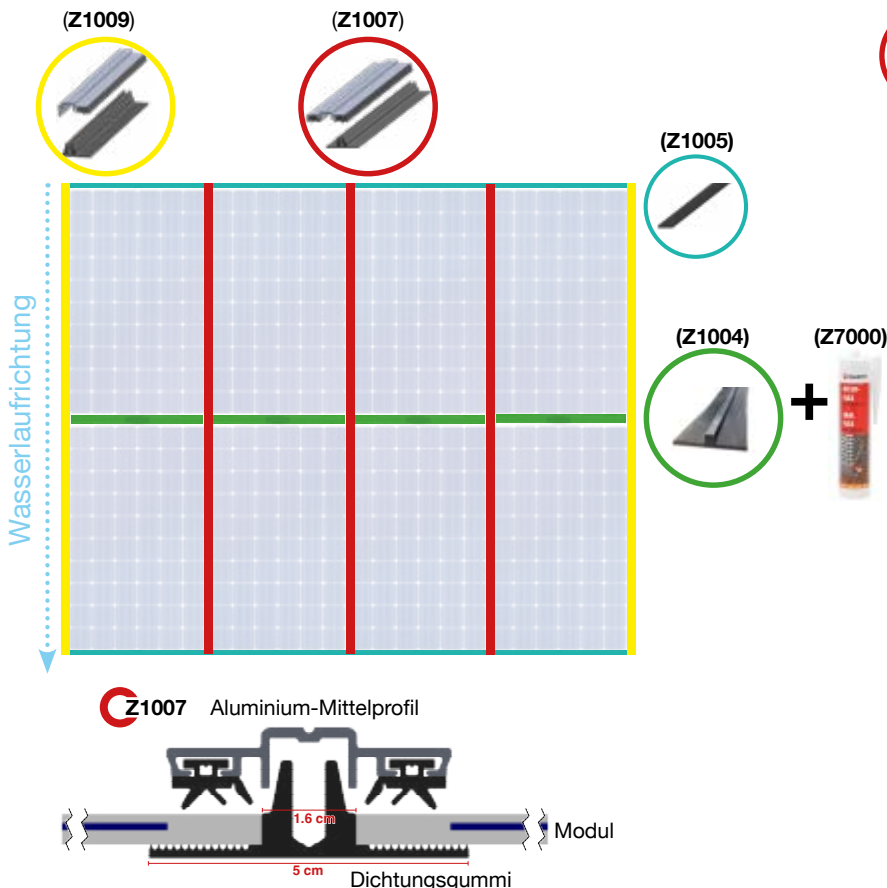 (Z1009)
(Z1007)
(Z1005)
(Z1004)
(Z7000)
Wasserlaufrichtung
Z1007 Aluminium-Mittelprofil
1.6 cm
Modul
5 cm
Dichtungsgummi